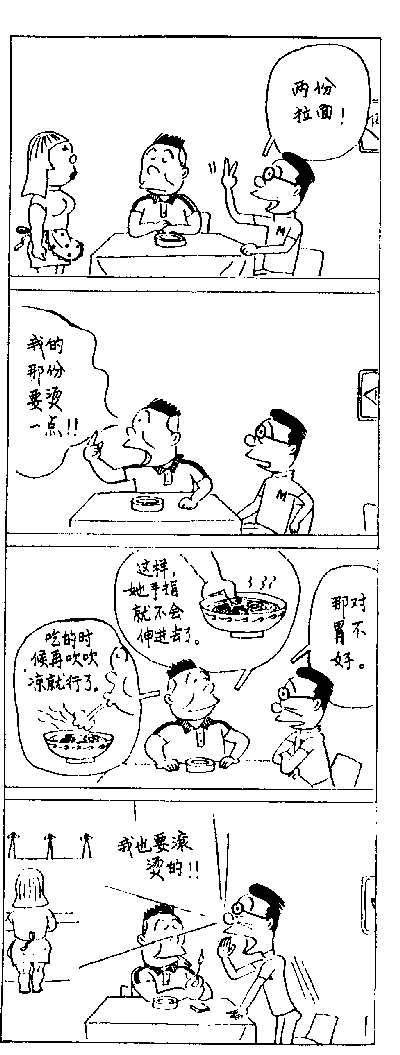 两份
拉面！
我的
那份
要烫
一点!!
这样,
她手指
就不会
伸进去了。
那对
胃不
好。
吃的时
候再吹吹
凉就行了。
M
M
我也要滚
烫的!!